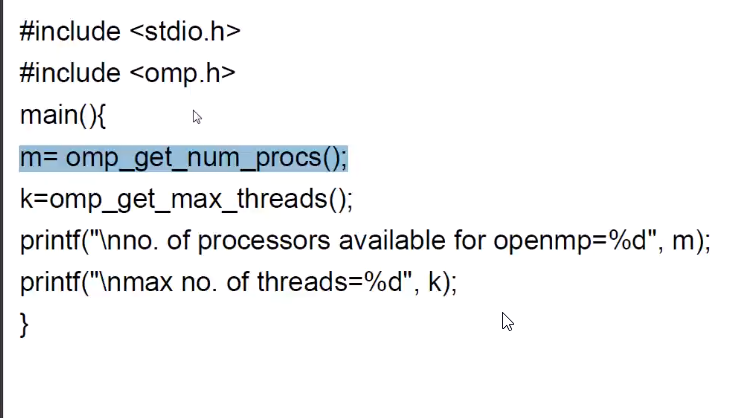 #include <stdio.h>
#include <omp.h>
main(){
m= omp_get_num_procs();
k=omp_get_max_threads();
printf("\nno. of processors available for openmp=%d", m);
printf("\nmax no. of threads=%d", k);
}